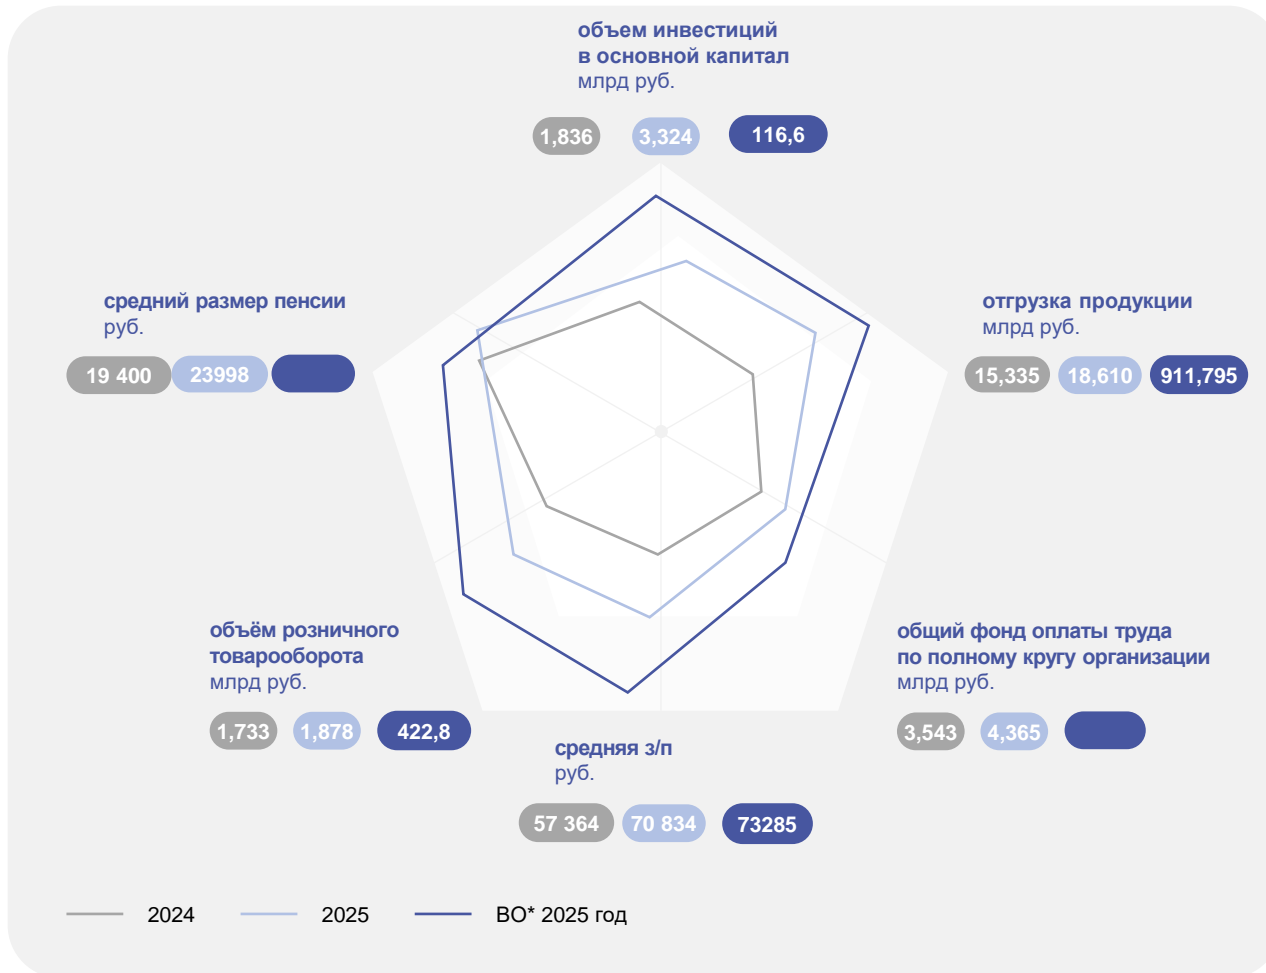 объем инвестиций
в основной капитал
млрд руб.
1,836 3,324 116,6
средний размер пенсии
руб.
19 400 23998
отгрузка продукции
млрд руб.
15,335 18,610 911,795
объём розничного
товарооборота
млрд руб.
1,733 1,878 422,8
общий фонд оплаты труда
по полному кругу организации
млрд руб.
3,543 4,365
средняя з/п
руб.
57 364 70 834 73285
2024 2025 ВО* 2025 год